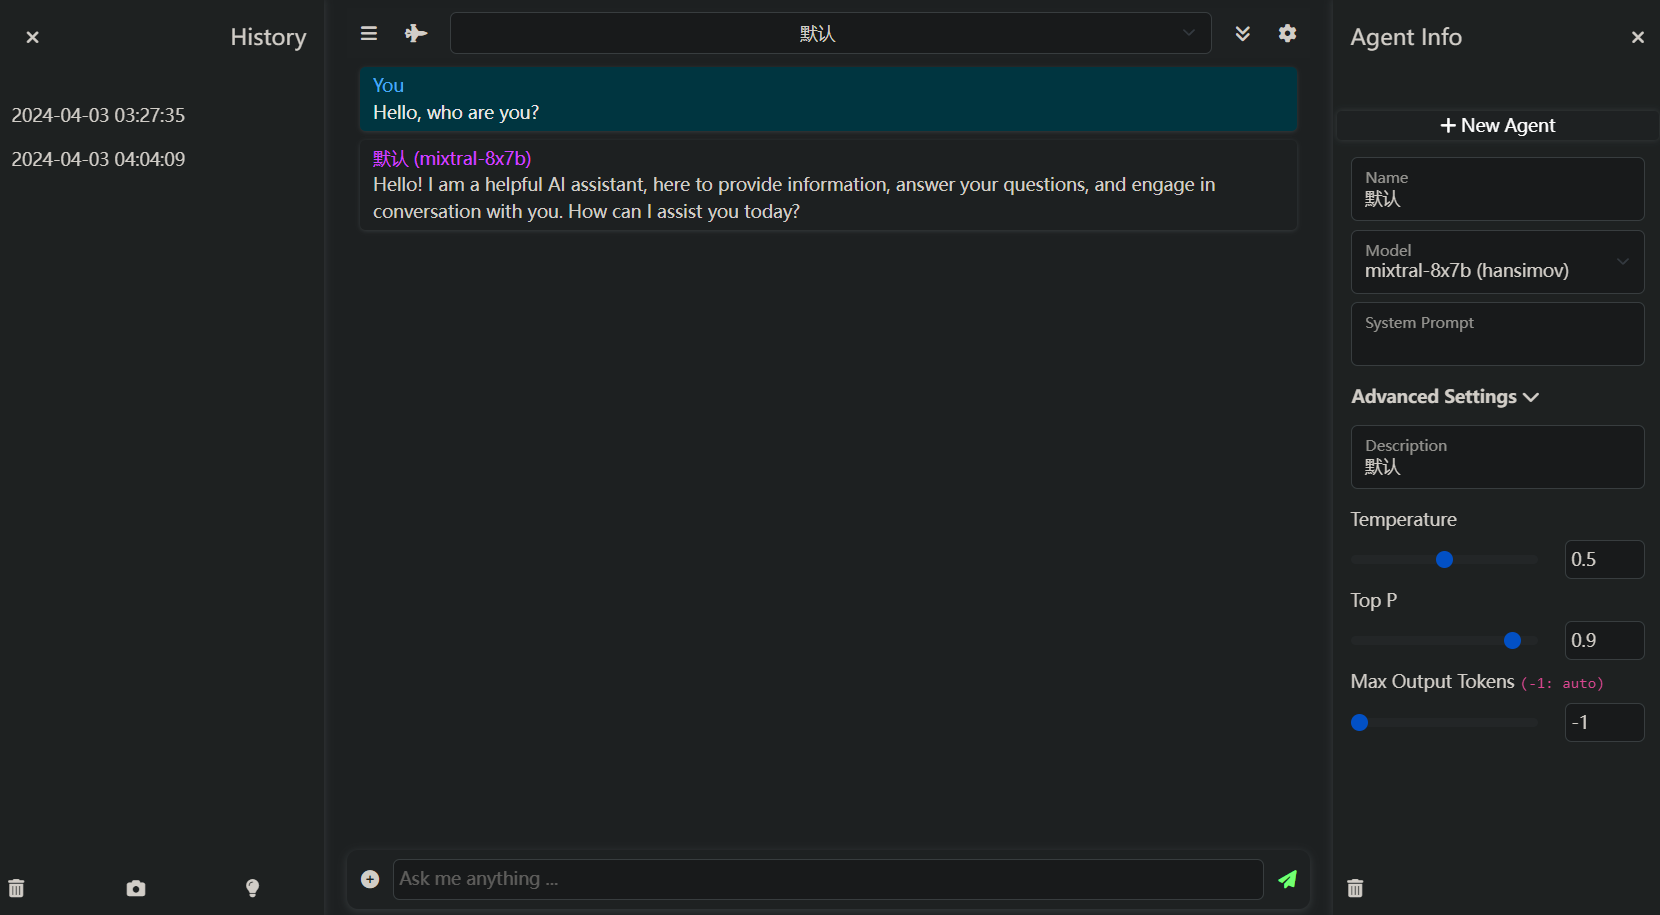 History
2024-04-03 03:27:35
2024-04-03 04:04:09
默认
You
Hello, who are you?
默认 (mixtral-8x7b)
Hello! I am a helpful AI assistant, here to provide information, answer your questions, and engage in
conversation with you. How can I assist you today?
Ask me anything ...
Agent Info
New Agent
Name
默认
Model
mixtral-8x7b (hansimov)
System Prompt
Advanced Settings
Description
默认
Temperature
0.5
Top P
0.9
Max Output Tokens (-1: auto)
-1